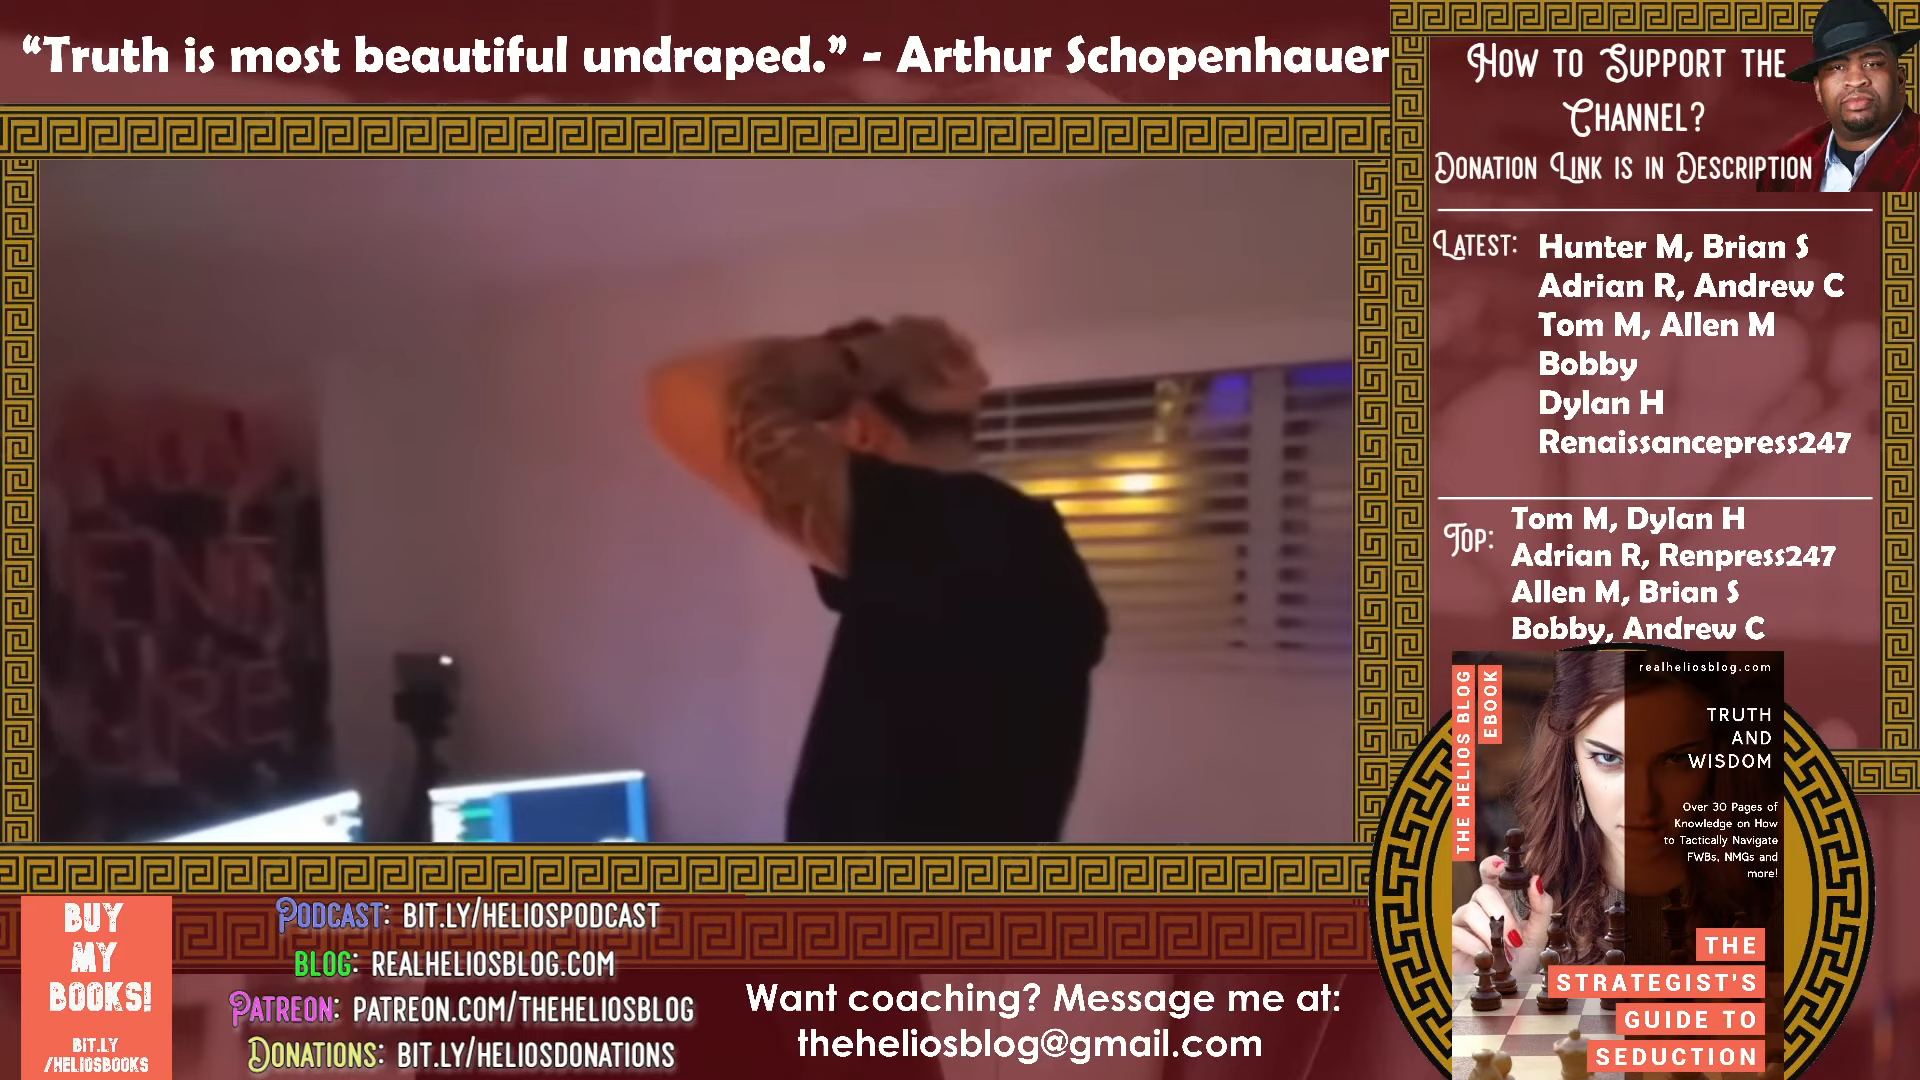 “Truth is most beautiful undraped.” - Arthur Schopenhauer
How to Support the
Channel?
Donation Link is in Description
Latest: Hunter M, Brian S
Adrian R, Andrew C
Tom M, Allen M
Bobby
Dylan H
Renaissancepress247
Top: Tom M, Dylan H
Adrian R, Renpress247
Allen M, Brian S
Bobby, Andrew C
THE HELIOS BLOG
EBOOK
realheliosblog.com
TRUTH
AND
WISDOM
Over 30 Pages of
Knowledge on How
to Tactically Navigate
FWBs, NMGs and
more!
THE
STRATEGIST'S
GUIDE TO
SEDUCTION
BUY
MY
BOOKS!
BIT.LY
/HELIOSBOOKS
Podcast: BIT.LY/HELIOSPODCAST
BLOG: REALHELIOSBLOG.COM
Patreon: PATREON.COM/THEHELIOSBLOG
Donations: BIT.LY/HELIOSDONATIONS
Want coaching? Message me at:
theheliosblog@gmail.com